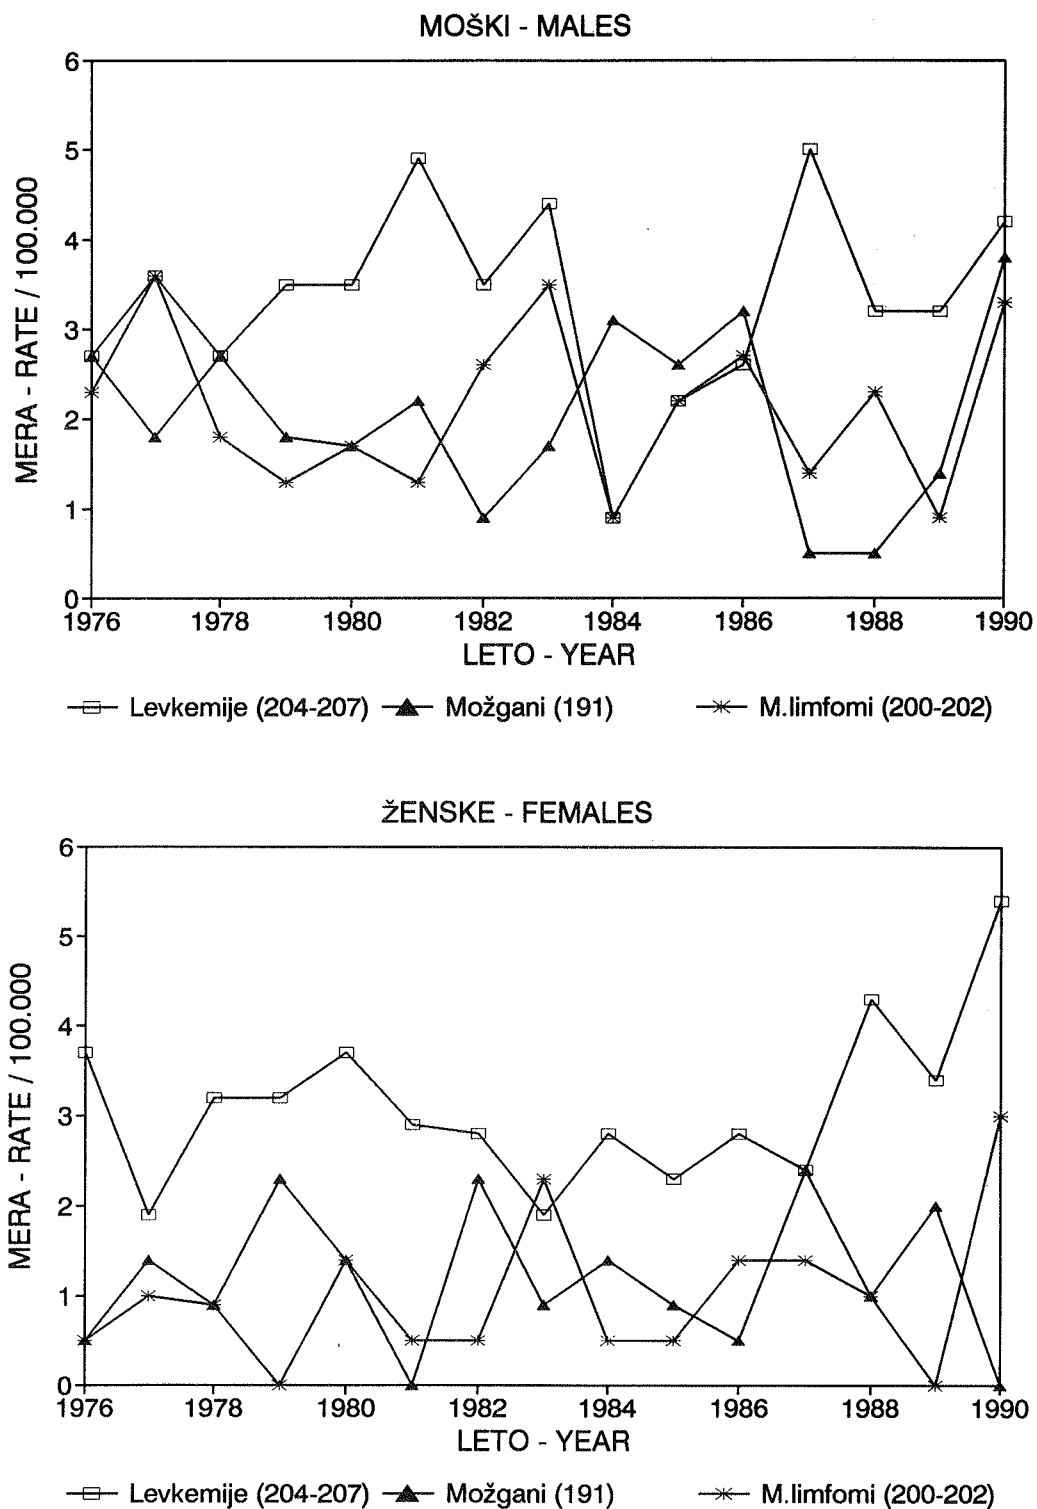 MOŠKI - MALES
6
5
4
3
2
1
0
MERA - RATE / 100.000
1976 1978 1980 1982 1984 1986 1988 1990
LETO - YEAR
Levkemije (204-207) Možgani (191) M.limfomi (200-202)
ŽENSKE - FEMALES
6
5
4
3
2
1
0
MERA - RATE / 100.000
1976 1978 1980 1982 1984 1986 1988 1990
LETO - YEAR
Levkemije (204-207) Možgani (191) M.limfomi (200-202)